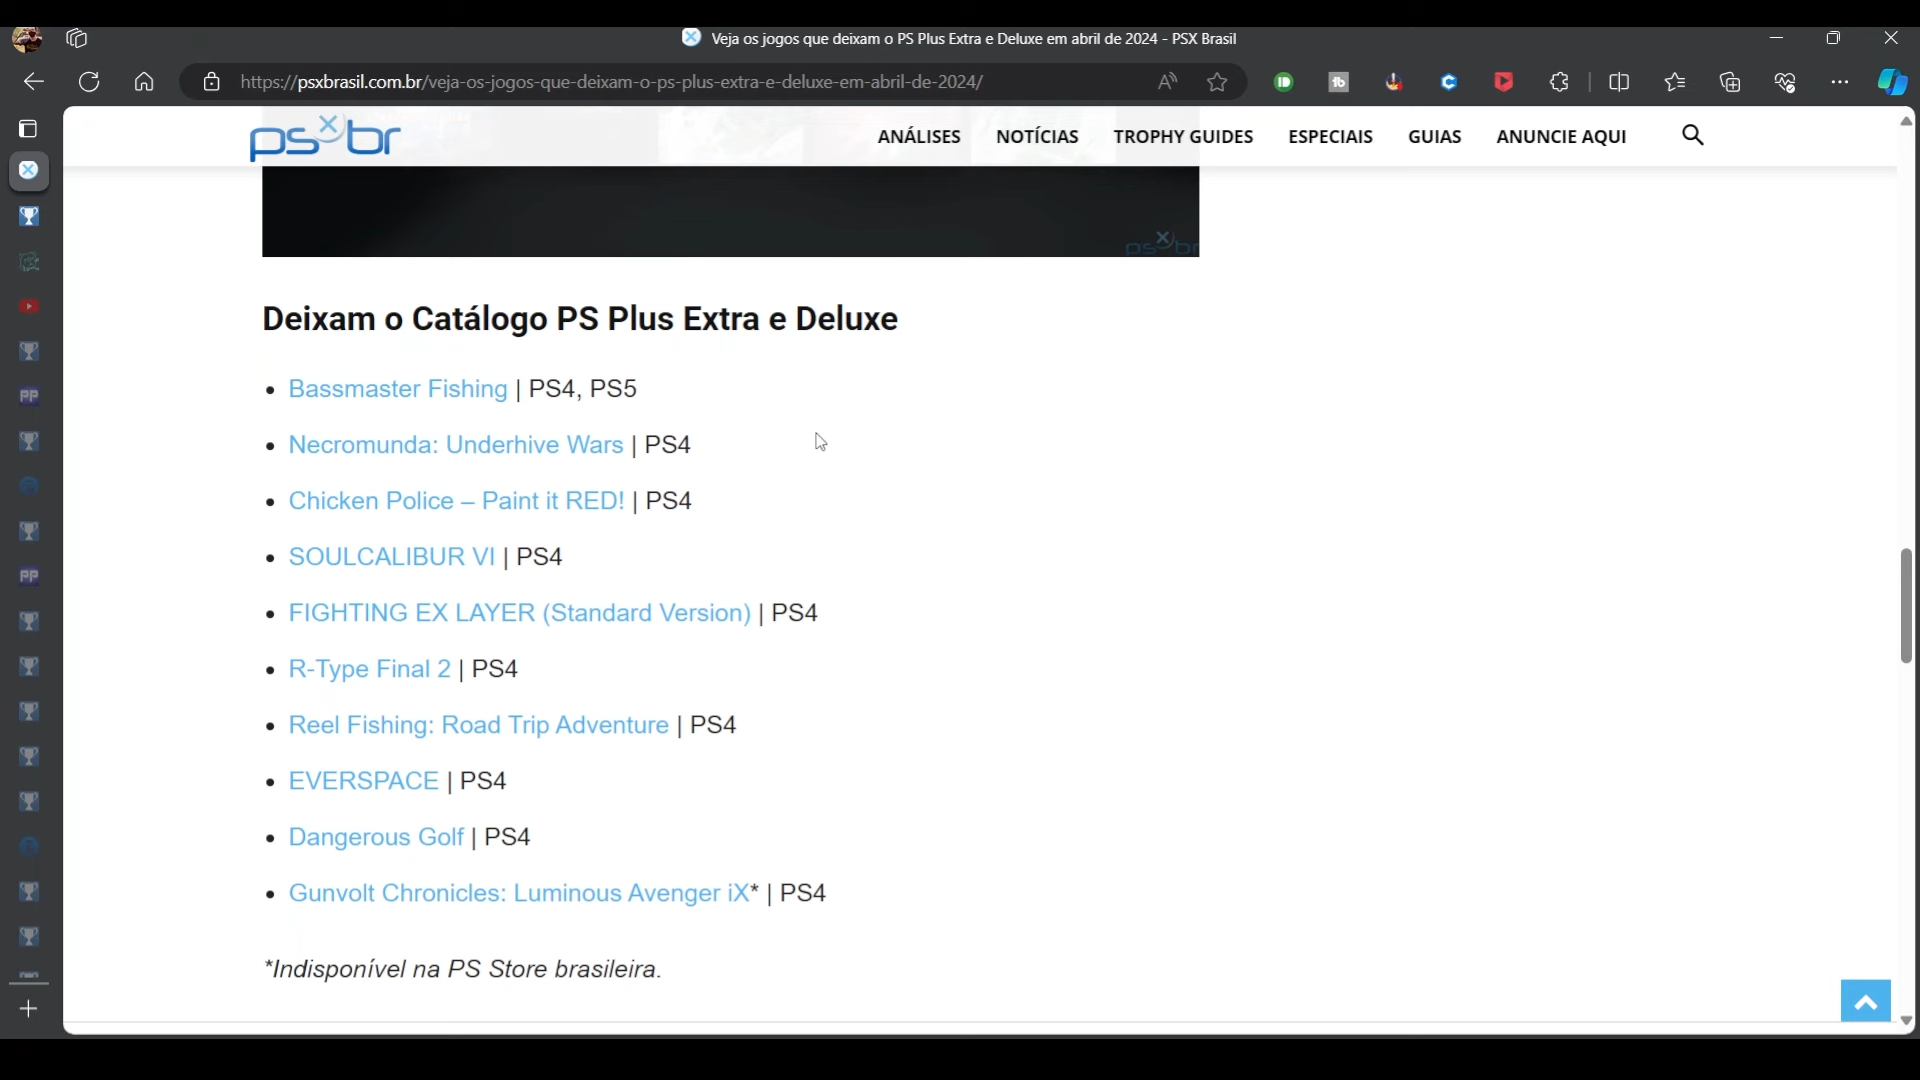 Veja os jogos que deixam o PS Plus Extra e Deluxe em abril de 2024 - PSX Brasil
https://psxbrasil.com.br/veja-os-jogos-que-deixam-o-ps-plus-extra-e-deluxe-em-abril-de-2024/
psxbr ANÁLISES NOTÍCIAS TROPHY GUIDES ESPECIAIS GUIAS ANUNCIE AQUI
psxbr
Deixam o Catálogo PS Plus Extra e Deluxe
• Bassmaster Fishing | PS4, PS5
• Necromunda: Underhive Wars | PS4
• Chicken Police – Paint it RED! | PS4
• SOULCALIBUR VI | PS4
• FIGHTING EX LAYER (Standard Version) | PS4
• R-Type Final 2 | PS4
• Reel Fishing: Road Trip Adventure | PS4
• EVERSPACE | PS4
• Dangerous Golf | PS4
• Gunvolt Chronicles: Luminous Avenger iX* | PS4
*Indisponível na PS Store brasileira.